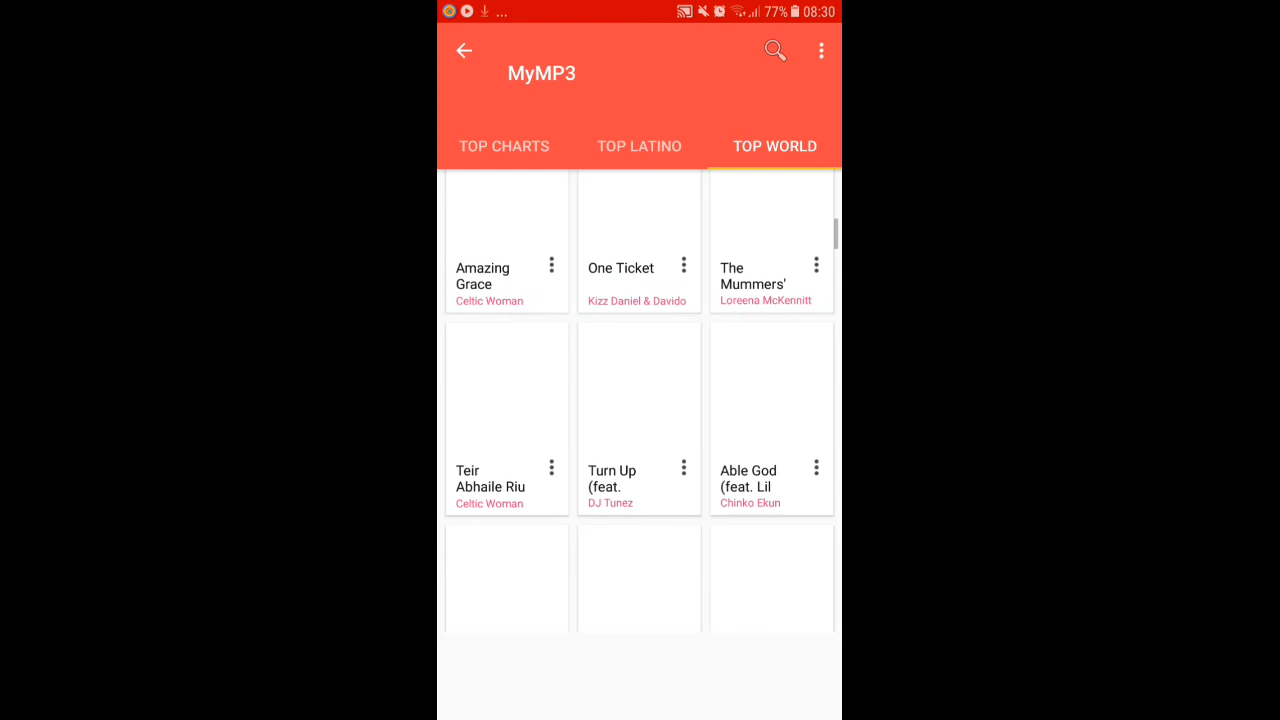 ... 77% 08:30
MyMP3
TOP CHARTS TOP LATINO TOP WORLD
Amazing
Grace
Celtic Woman
One Ticket
Kizz Daniel & Davido
The
Mummers'
Loreena McKennitt
Teir
Abhaile Riu
Celtic Woman
Turn Up
(feat.
DJ Tunez
Able God
(feat. Lil
Chinko Ekun